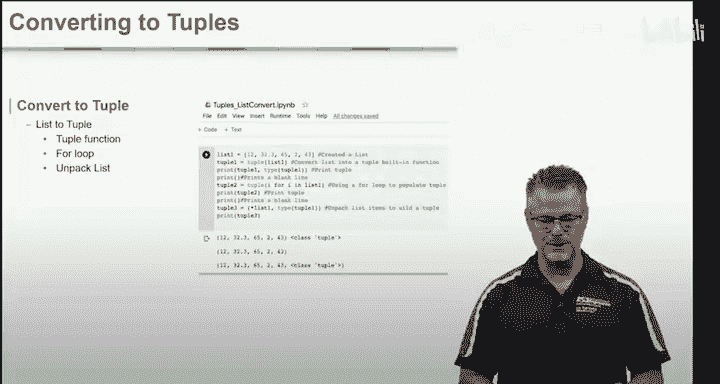 Converting to Tuples
Convert to Tuple
– List to Tuple
• Tuple function
• For loop
• Unpack List
Tuples_ListConvert.ipynb
File Edit View Insert Runtime Tools Help All changes saved
+ Code + Text
list1 = [12, 32.3, 65, 2, 43] #Created a List
tuple1 = tuple(list1) #Convert list into a tuple built-in function
print(tuple1, type(tuple1)) #Print tuple
print()#Prints a blank line
tuple2 = tuple(i for i in list1) #Using a for loop to populate tuple
print(tuple2) #Print tuple
print()#Prints a blank line
tuple3 = (*list1, type(tuple1)) #Unpack list items to a tuple
print(tuple3)
(12, 32.3, 65, 2, 43) <class 'tuple'>
(12, 32.3, 65, 2, 43)
(12, 32.3, 65, 2, 43, <class 'tuple'>)